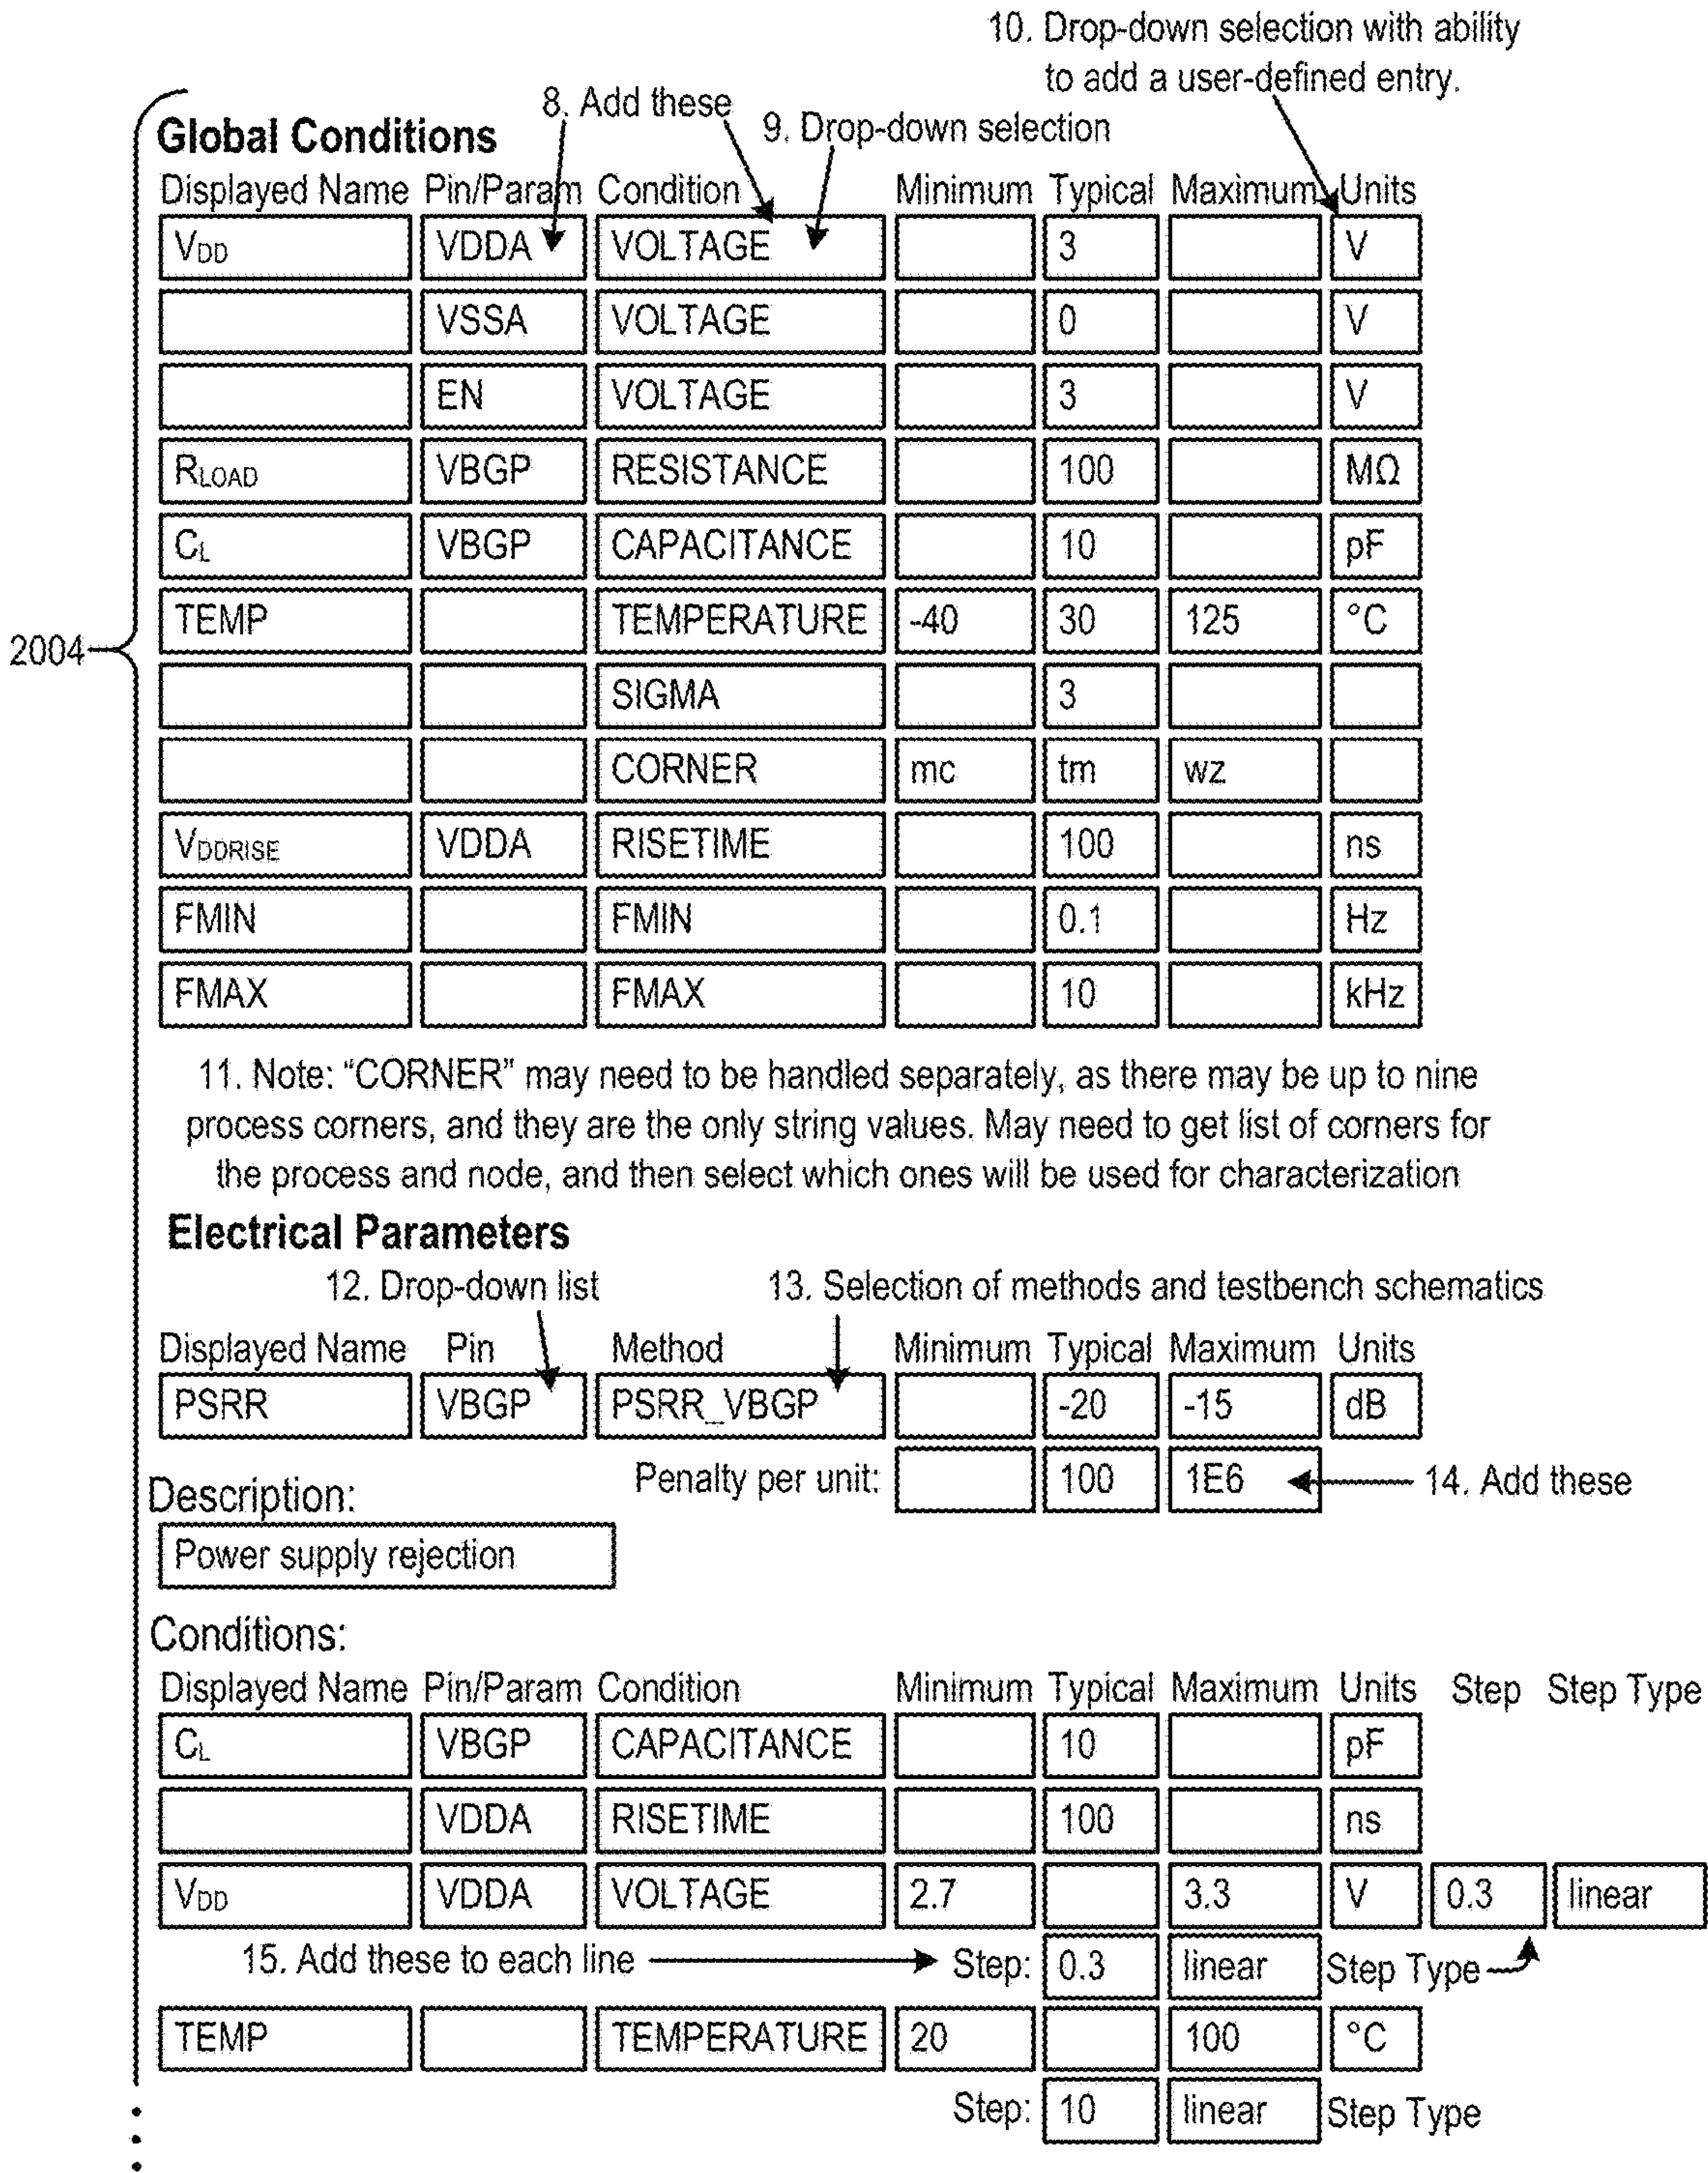 10. Drop-down selection with ability
to add a user-defined entry.
8. Add these
9. Drop-down selection
Global Conditions
Displayed Name Pin/Param Condition Minimum Typical Maximum Units
VDD VDDA VOLTAGE 3 V
VSSA VOLTAGE 0 V
EN VOLTAGE 3 V
RLOAD VBGP RESISTANCE 100 MΩ
CL VBGP CAPACITANCE 10 pF
TEMP TEMPERATURE -40 30 125 °C
2004
SIGMA 3
CORNER mc tm wz
VDDRISE VDDA RISETIME 100 ns
FMIN FMIN 0.1 Hz
FMAX FMAX 10 kHz
11. Note: “CORNER” may need to be handled separately, as there may be up to nine
process corners, and they are the only string values. May need to get list of corners for
the process and node, and then select which ones will be used for characterization
Electrical Parameters
12. Drop-down list 13. Selection of methods and testbench schematics
Displayed Name Pin Method Minimum Typical Maximum Units
PSRR VBGP PSRR_VBGP -20 -15 dB
Penalty per unit: 100 1E6 14. Add these
Description:
Power supply rejection
Conditions:
Displayed Name Pin/Param Condition Minimum Typical Maximum Units Step Step Type
CL VBGP CAPACITANCE 10 pF
VDDA RISETIME 100 ns
VDD VDDA VOLTAGE 2.7 3.3 V 0.3 linear
15. Add these to each line Step: 0.3 linear Step Type
TEMP TEMPERATURE 20 100 °C
Step: 10 linear Step Type